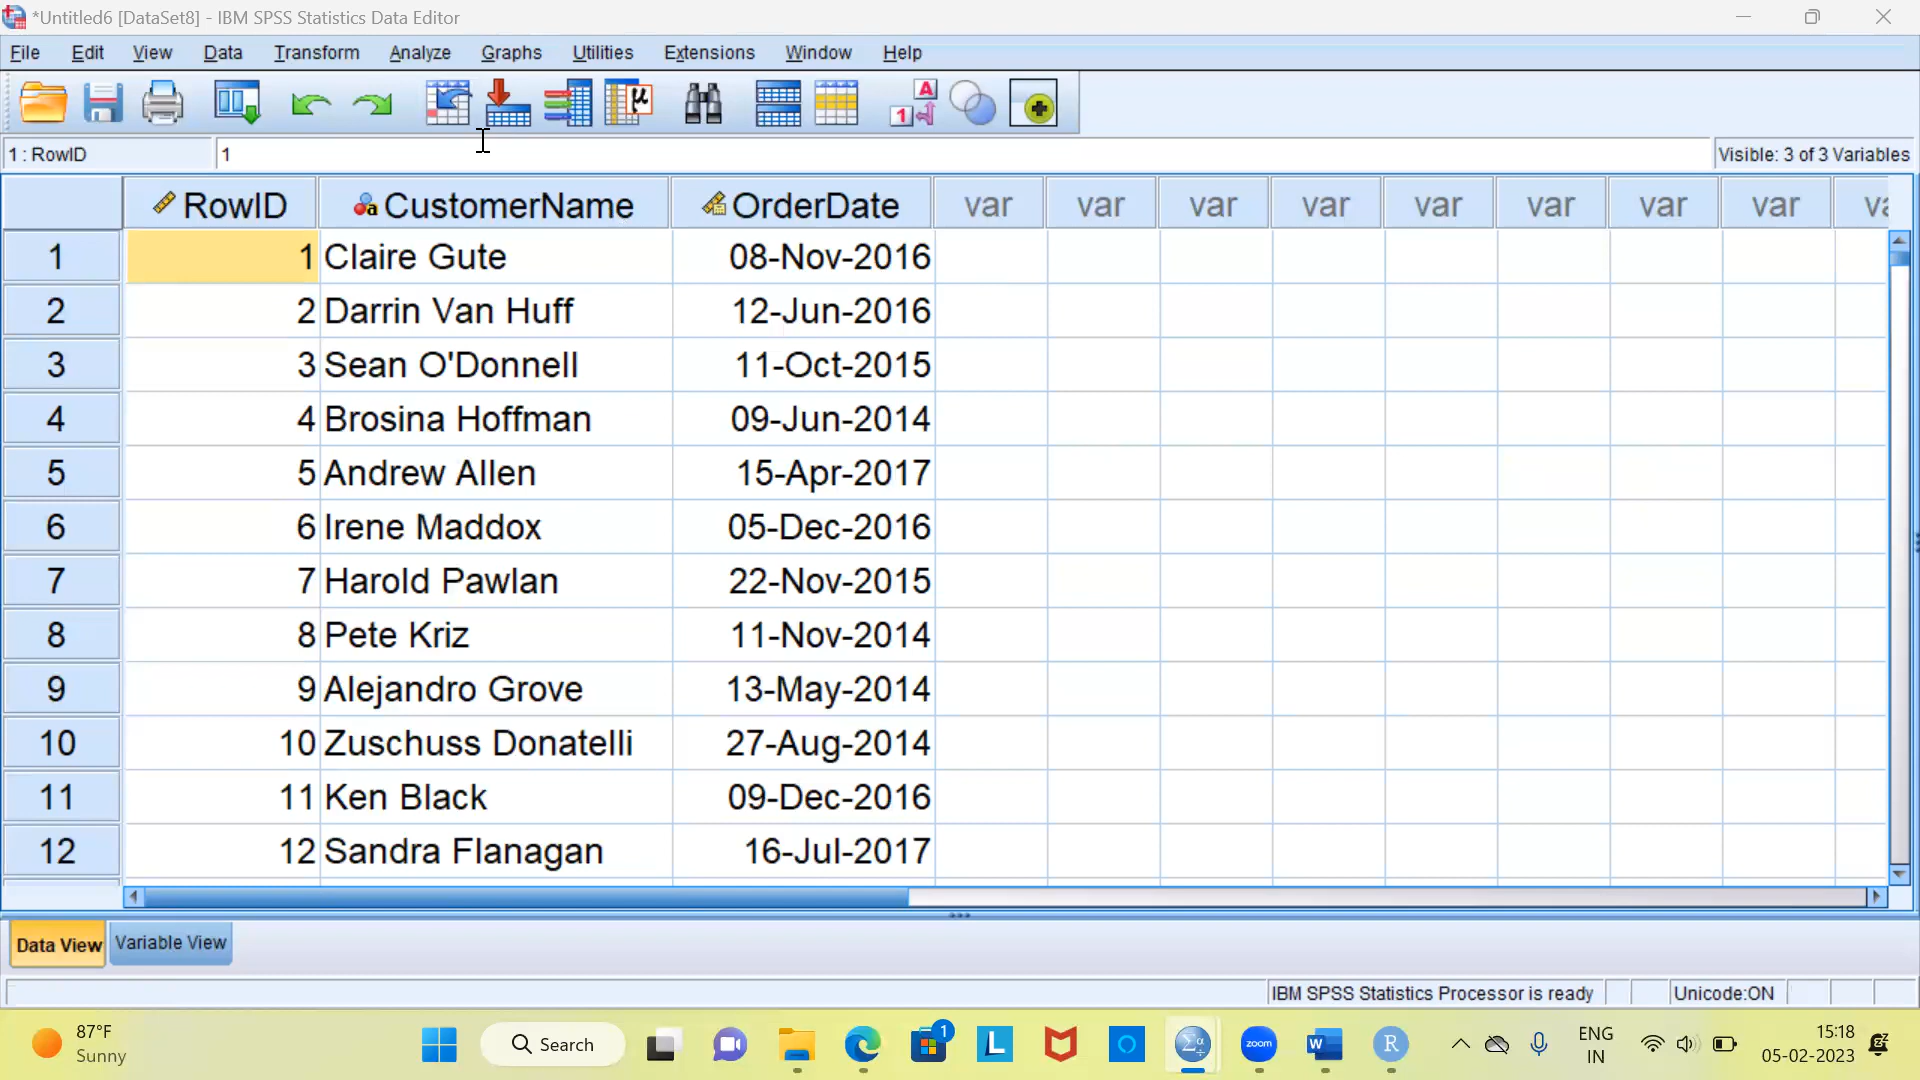 *Untitled6 [DataSet8] - IBM SPSS Statistics Data Editor
File Edit View Data Transform Analyze Graphs Utilities Extensions Window Help
1 : RowID 1 Visible: 3 of 3 Variables
RowID CustomerName OrderDate var var var var var var var var
1 1 Claire Gute 08-Nov-2016
2 2 Darrin Van Huff 12-Jun-2016
3 3 Sean O'Donnell 11-Oct-2015
4 4 Brosina Hoffman 09-Jun-2014
5 5 Andrew Allen 15-Apr-2017
6 6 Irene Maddox 05-Dec-2016
7 7 Harold Pawlan 22-Nov-2015
8 8 Pete Kriz 11-Nov-2014
9 9 Alejandro Grove 13-May-2014
10 10 Zuschuss Donatelli 27-Aug-2014
11 11 Ken Black 09-Dec-2016
12 12 Sandra Flanagan 16-Jul-2017
Data View Variable View
IBM SPSS Statistics Processor is ready Unicode:ON
87°F
Sunny
Search
1
zoom
ENG
IN
15:18
05-02-2023